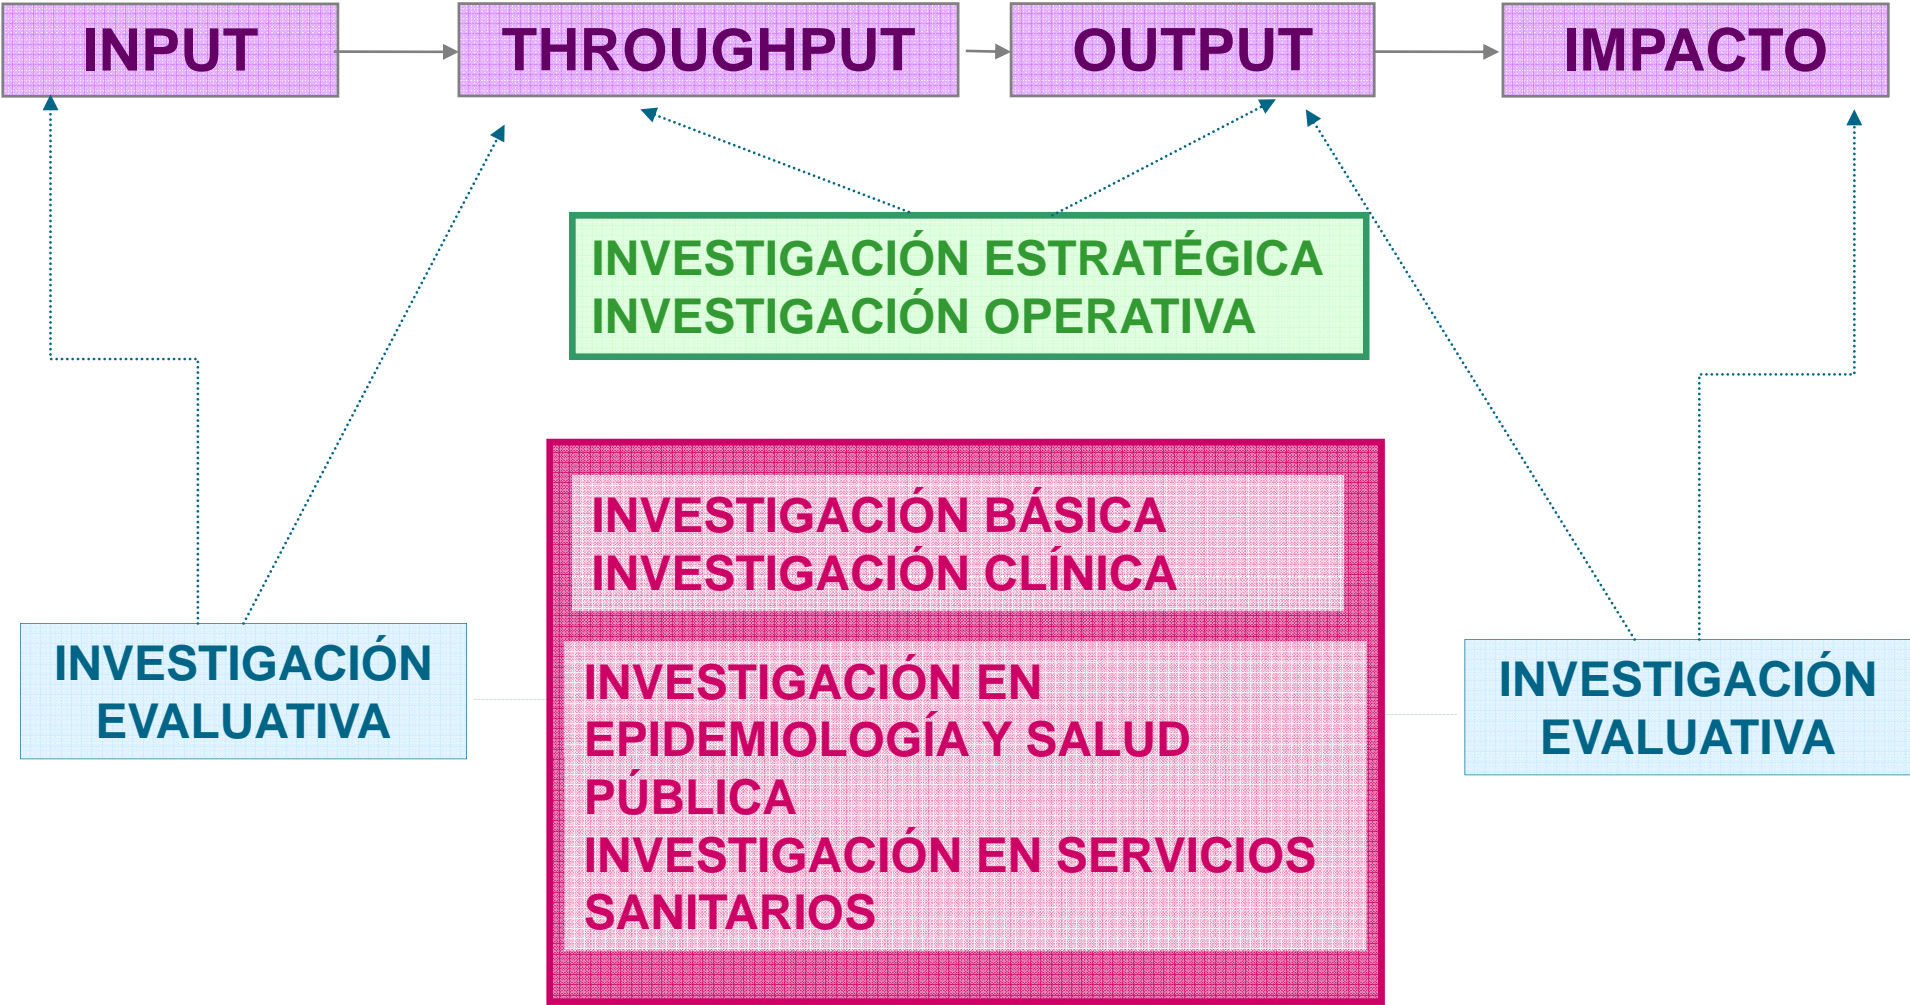 INPUT
THROUGHPUT
OUTPUT
IMPACTO
INVESTIGACIÓN ESTRATÉGICA
INVESTIGACIÓN OPERATIVA
INVESTIGACIÓN BÁSICA
INVESTIGACIÓN CLÍNICA
INVESTIGACIÓN
EVALUATIVA
INVESTIGACIÓN EN
EPIDEMIOLOGÍA Y SALUD
PÚBLICA
INVESTIGACIÓN EN SERVICIOS
SANITARIOS
INVESTIGACIÓN
EVALUATIVA